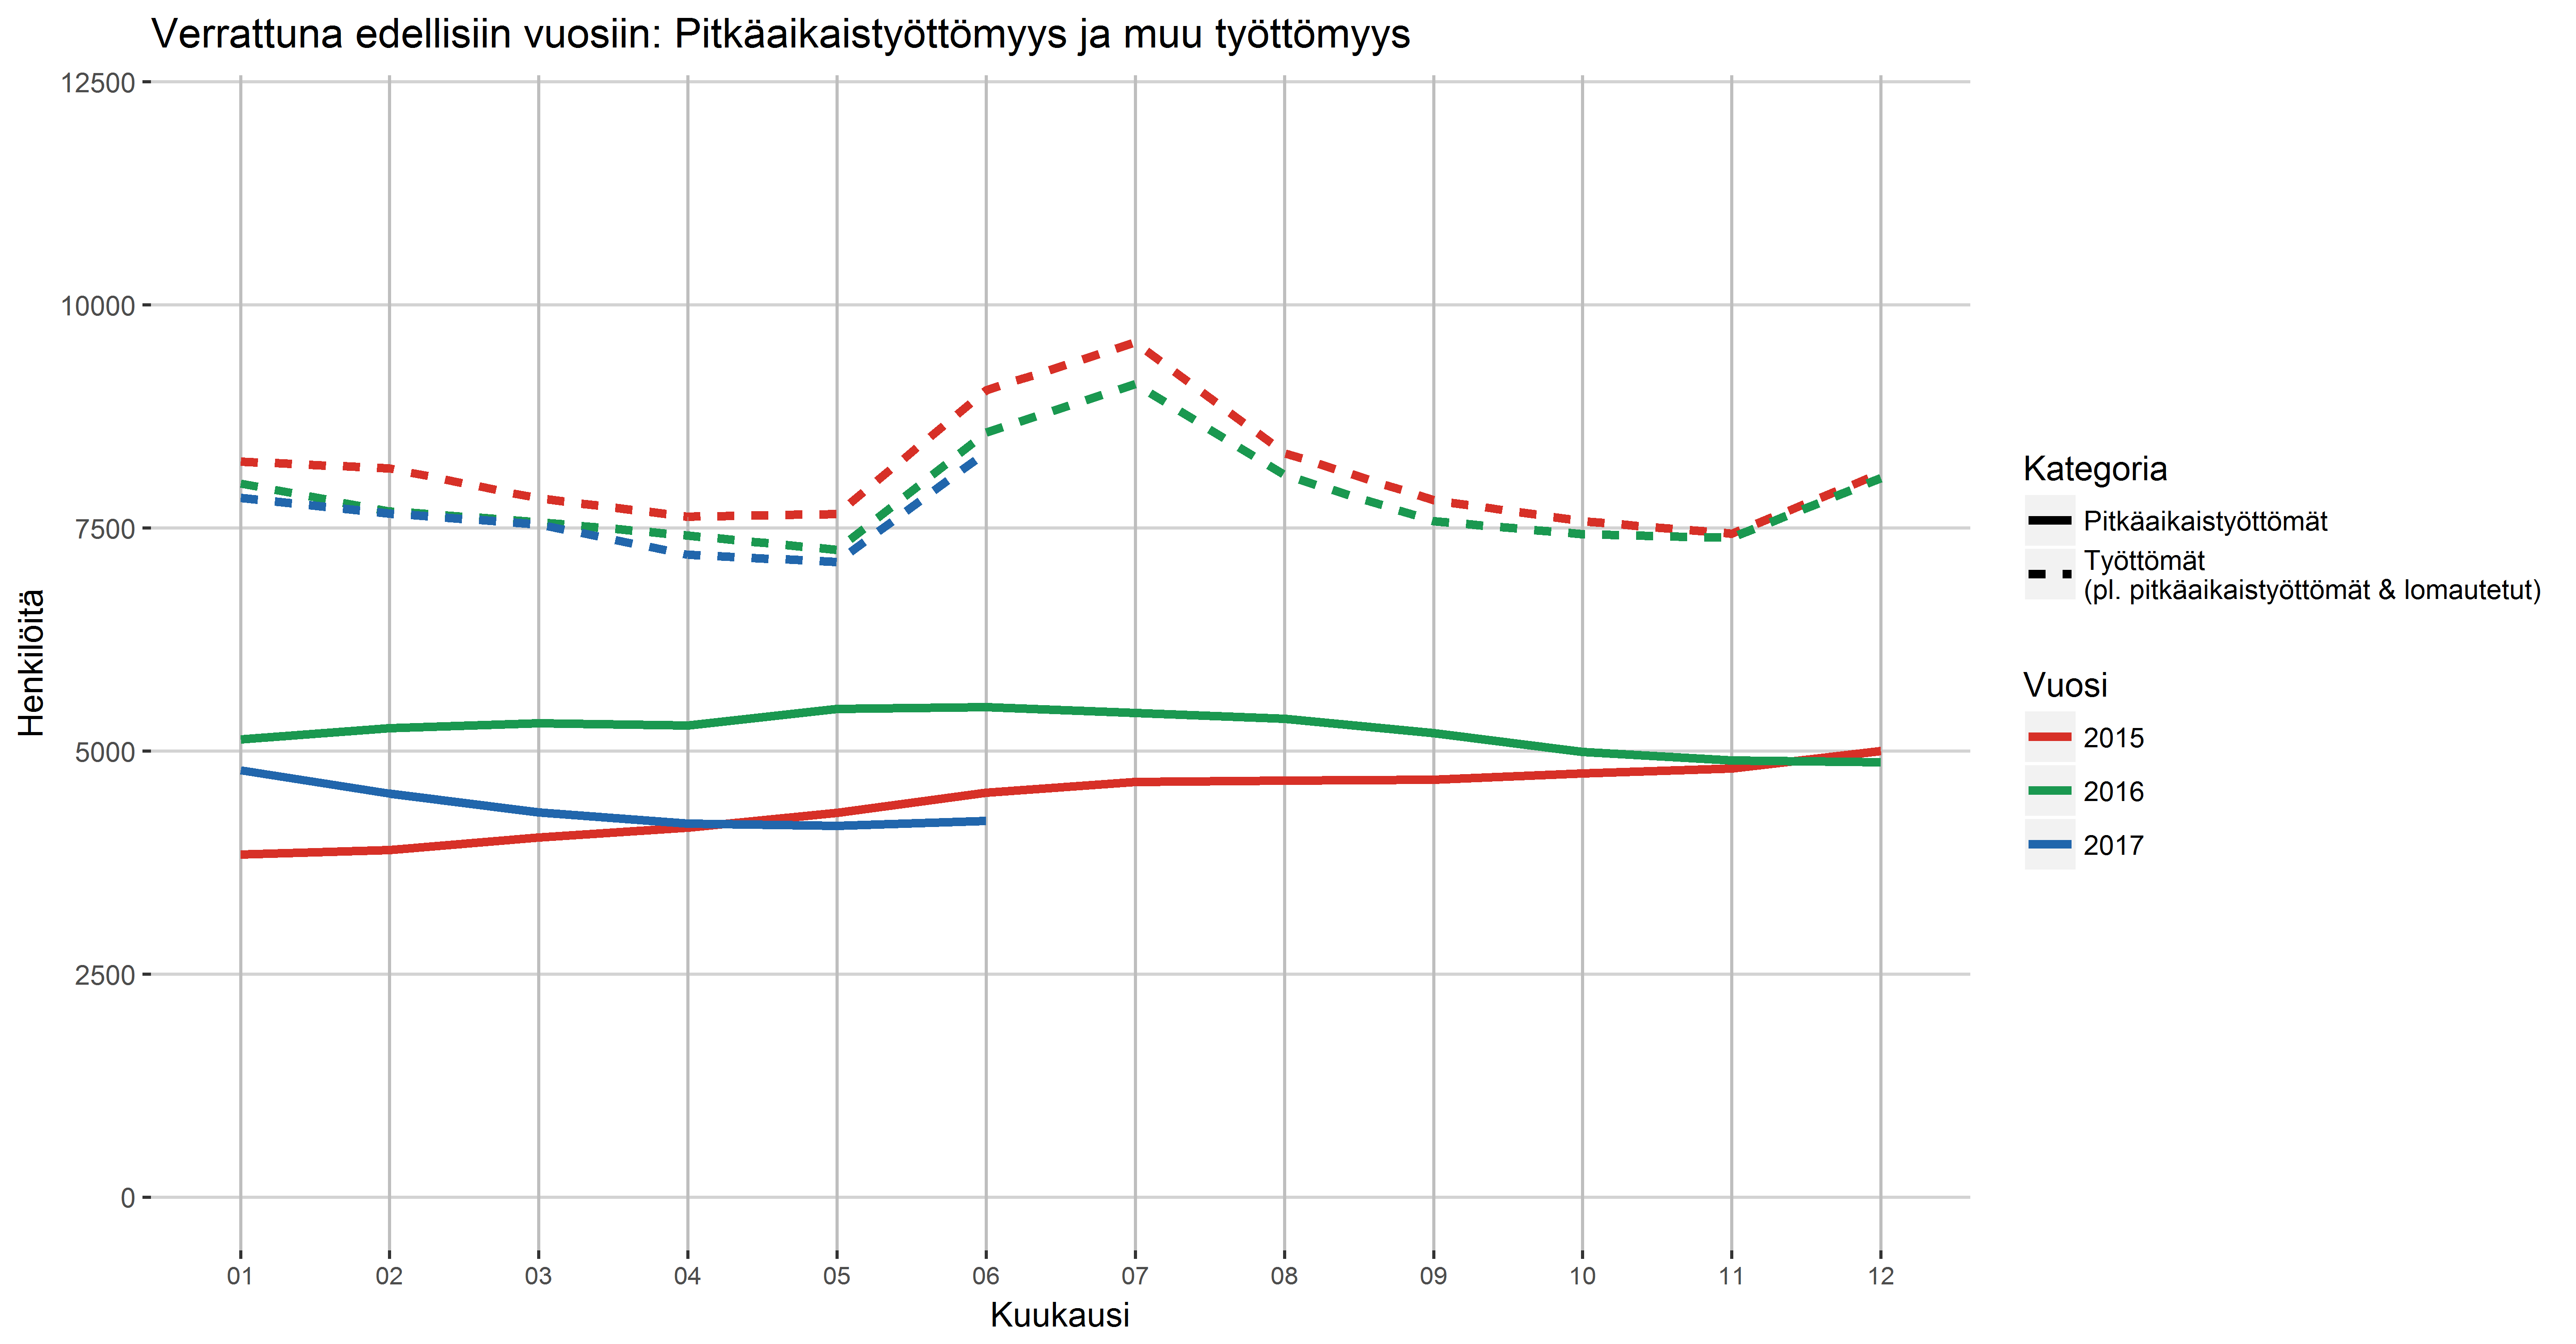 Verrattuna edellisiin vuosiin: Pitkäaikaistyöttömyys ja muu työttömyys
12500
10000
7500
5000
2500
0
Henkilöitä
01 02 03 04 05 06 07 08 09 10 11 12
Kuukausi
Kategoria
Pitkäaikaistyöttömät
Työttömät
(pl. pitkäaikaistyöttömät & lomautetut)
Vuosi
2015
2016
2017